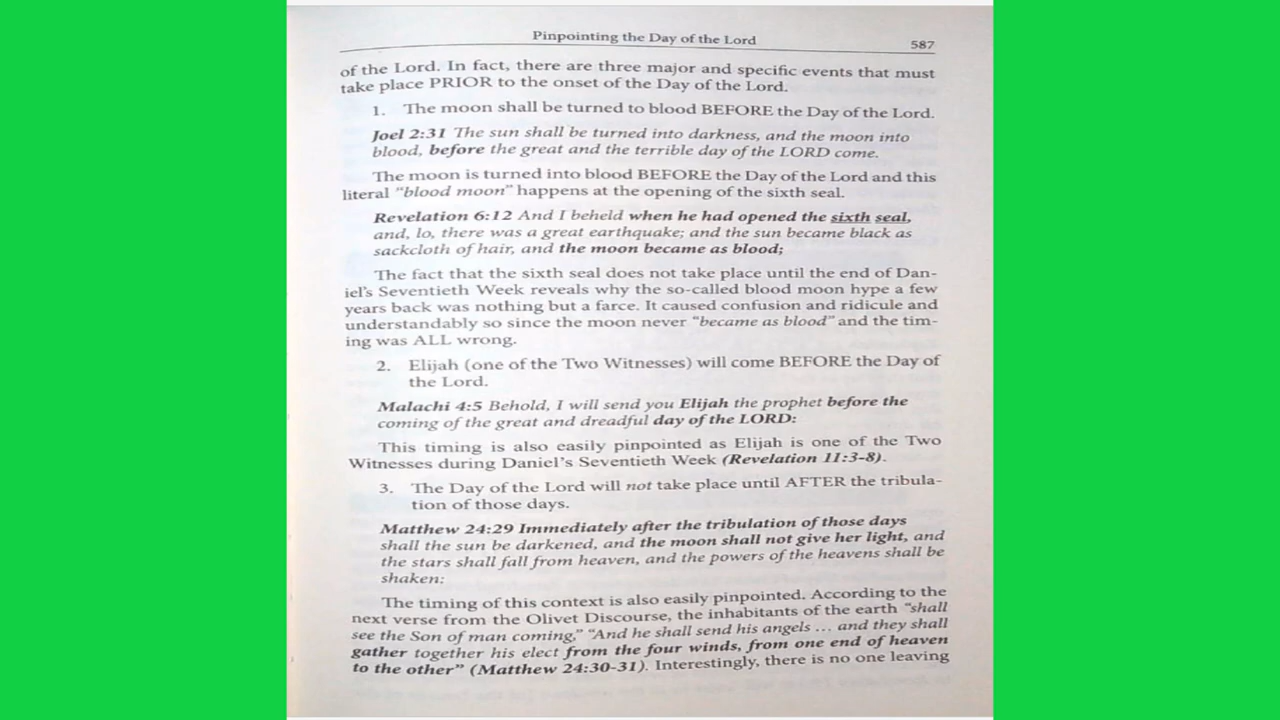 Pinpointing the Day of the Lord
587
of the Lord. In fact, there are three major and specific events that must
take place PRIOR to the onset of the Day of the Lord.
1. The moon shall be turned to blood BEFORE the Day of the Lord.
Joel 2:31 The sun shall be turned into darkness, and the moon into
blood, before the great and the terrible day of the LORD come.
The moon is turned into blood BEFORE the Day of the Lord and this
literal "blood moon" happens at the opening of the sixth seal.
Revelation 6:12 And I beheld when he had opened the sixth seal,
and, lo, there was a great earthquake; and the sun became black as
sackcloth of hair, and the moon became as blood;
The fact that the sixth seal does not take place until the end of Dan-
iel's Seventieth Week reveals why the so-called blood moon hype a few
years back was nothing but a farce. It caused confusion and ridicule and
understandably so since the moon never "became as blood" and the tim-
ing was ALL wrong.
2. Elijah (one of the Two Witnesses) will come BEFORE the Day of
the Lord.
Malachi 4:5 Behold, I will send you Elijah the prophet before the
coming of the great and dreadful day of the LORD:
This timing is also easily pinpointed as Elijah is one of the Two
Witnesses during Daniel's Seventieth Week (Revelation 11:3-8).
3. The Day of the Lord will not take place until AFTER the tribula-
tion of those days.
Matthew 24:29 Immediately after the tribulation of those days
shall the sun be darkened, and the moon shall not give her light, and
the stars shall fall from heaven, and the powers of the heavens shall be
shaken:
The timing of this context is also easily pinpointed. According to the
next verse from the Olivet Discourse, the inhabitants of the earth "shall
see the Son of man coming," "And he shall send his angels … and they shall
gather together his elect from the four winds, from one end of heaven
to the other" (Matthew 24:30-31). Interestingly, there is no one leaving